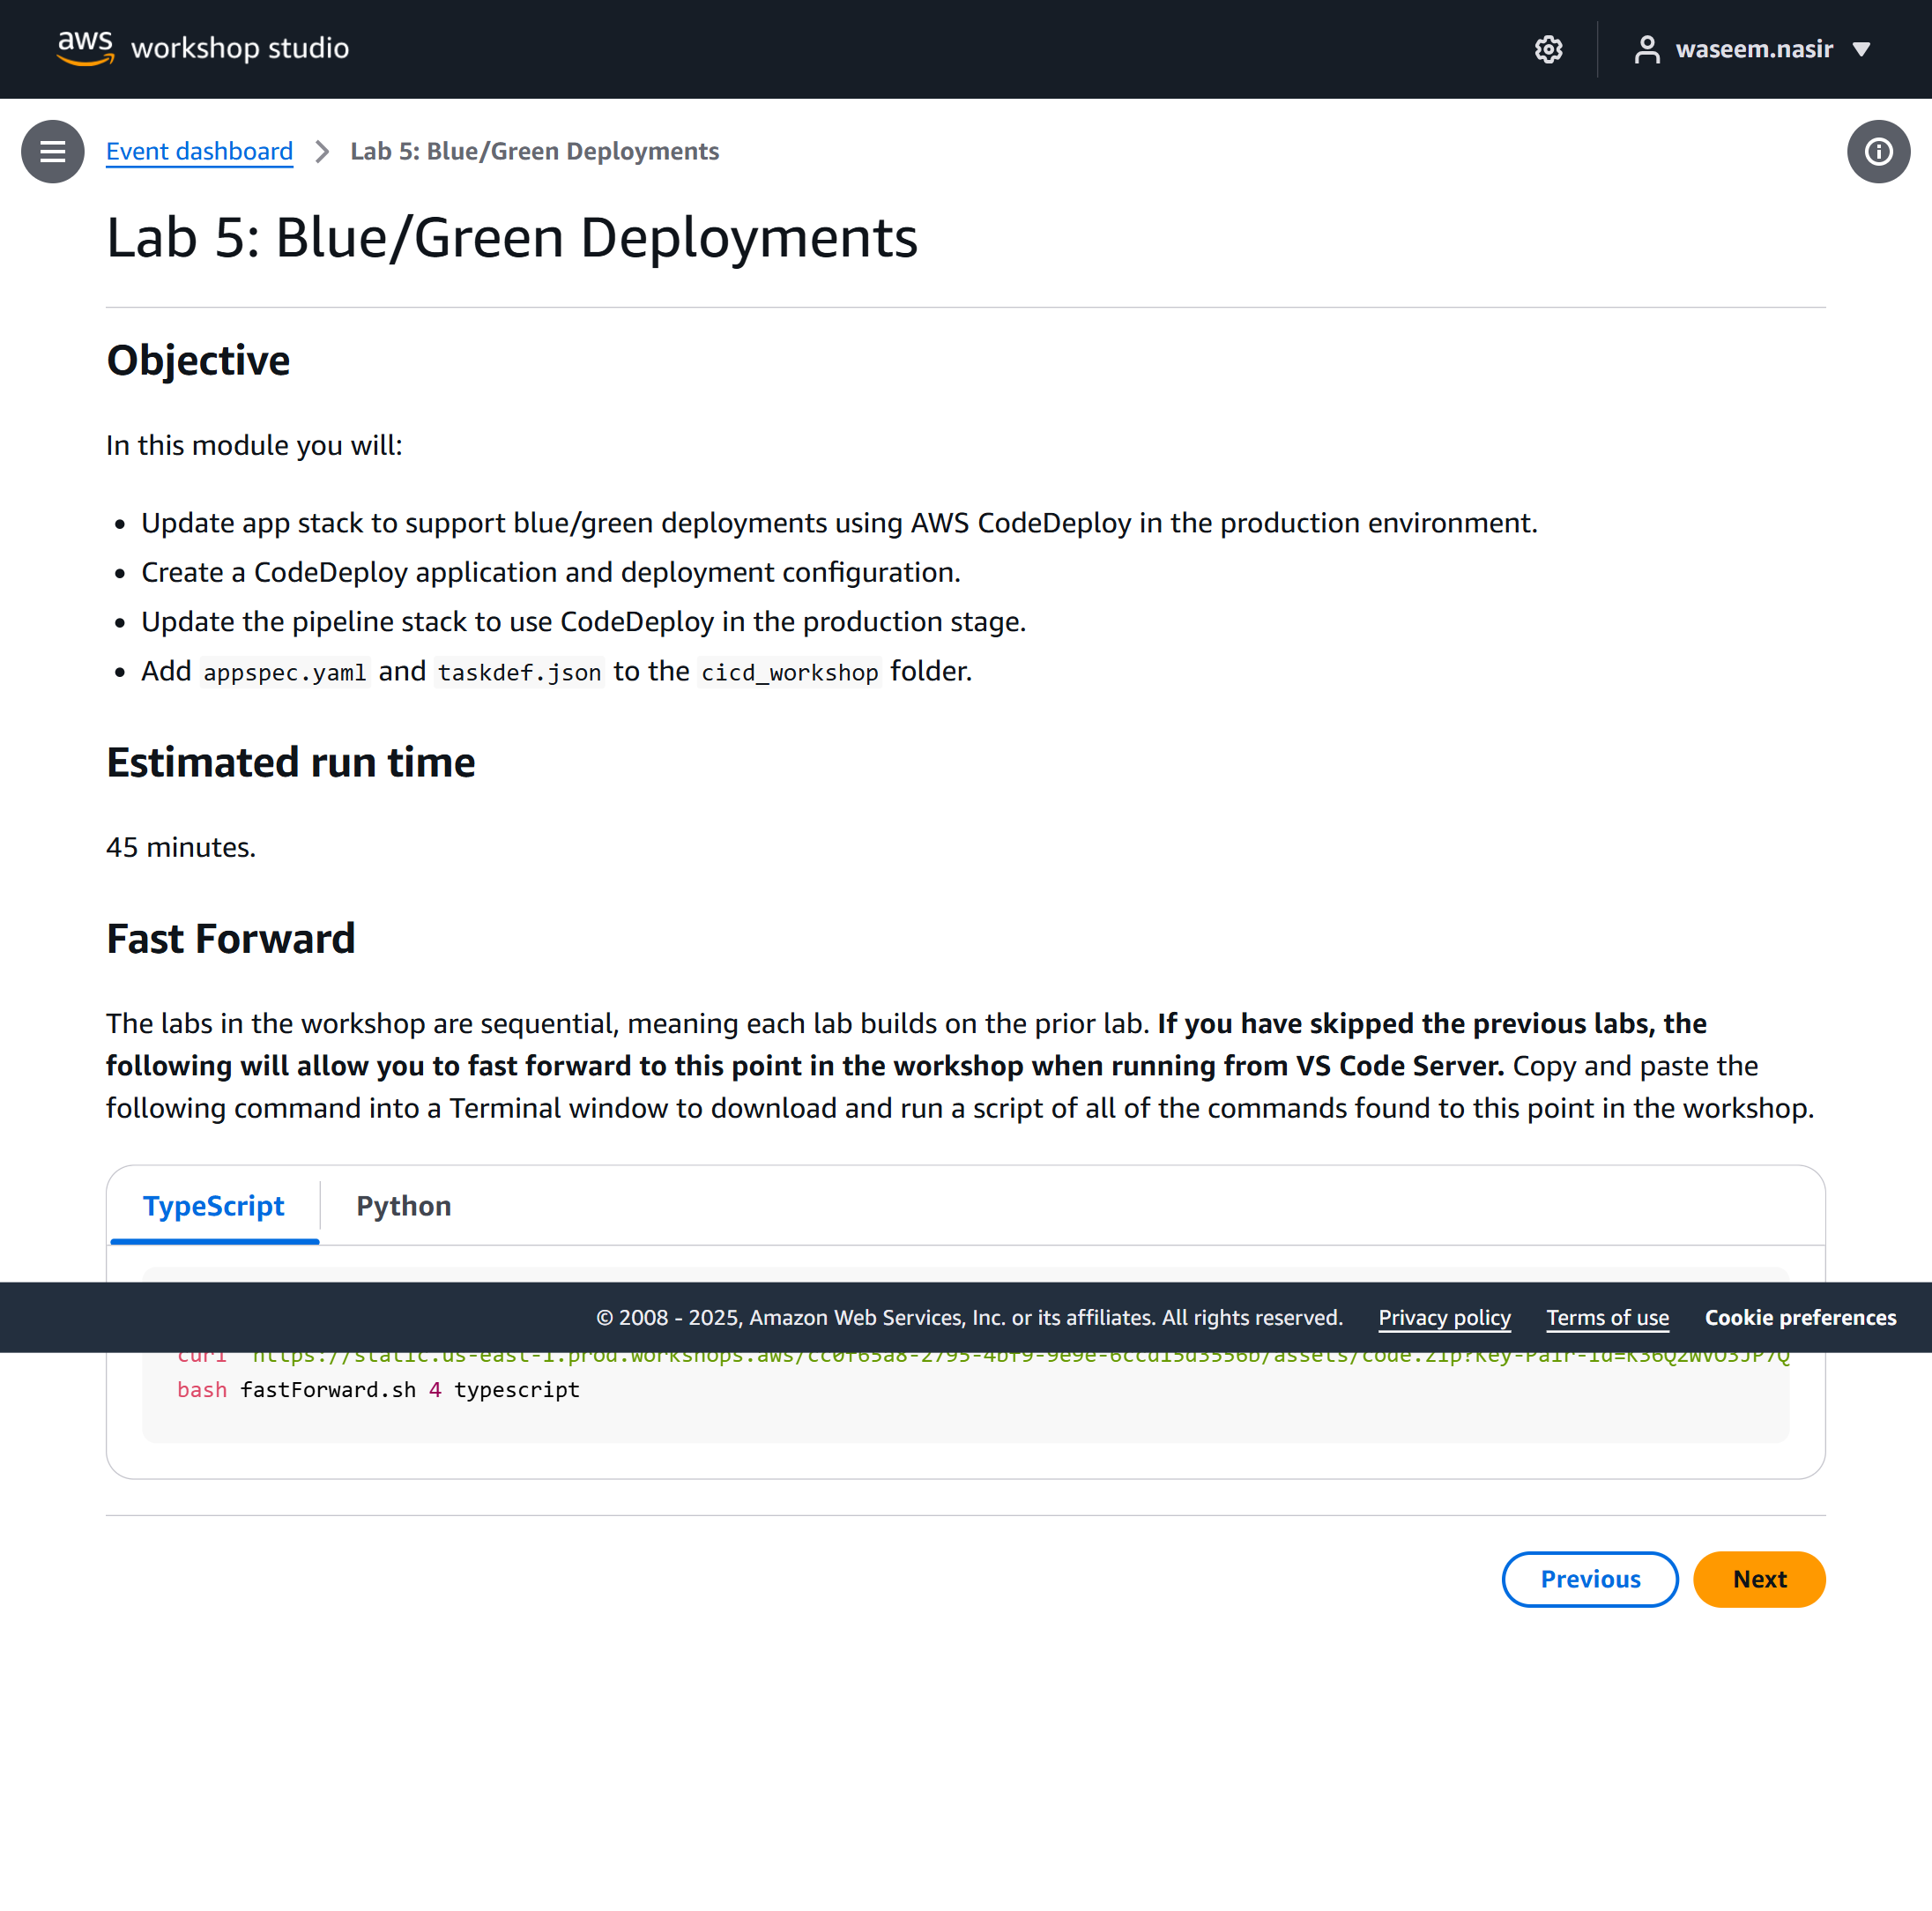 aws workshop studio
waseem.nasir
Event dashboard Lab 5: Blue/Green Deployments
Lab 5: Blue/Green Deployments
Objective
In this module you will:
• Update app stack to support blue/green deployments using AWS CodeDeploy in the production environment.
• Create a CodeDeploy application and deployment configuration.
• Update the pipeline stack to use CodeDeploy in the production stage.
• Add appspec.yaml and taskdef.json to the cicd_workshop folder.
Estimated run time
45 minutes.
Fast Forward
The labs in the workshop are sequential, meaning each lab builds on the prior lab. If you have skipped the previous labs, the
following will allow you to fast forward to this point in the workshop when running from VS Code Server. Copy and paste the
following command into a Terminal window to download and run a script of all of the commands found to this point in the workshop.
TypeScript Python
© 2008 - 2025, Amazon Web Services, Inc. or its affiliates. All rights reserved. Privacy policy Terms of use Cookie preferences
curl
bash fastForward.sh 4 typescript
Previous Next